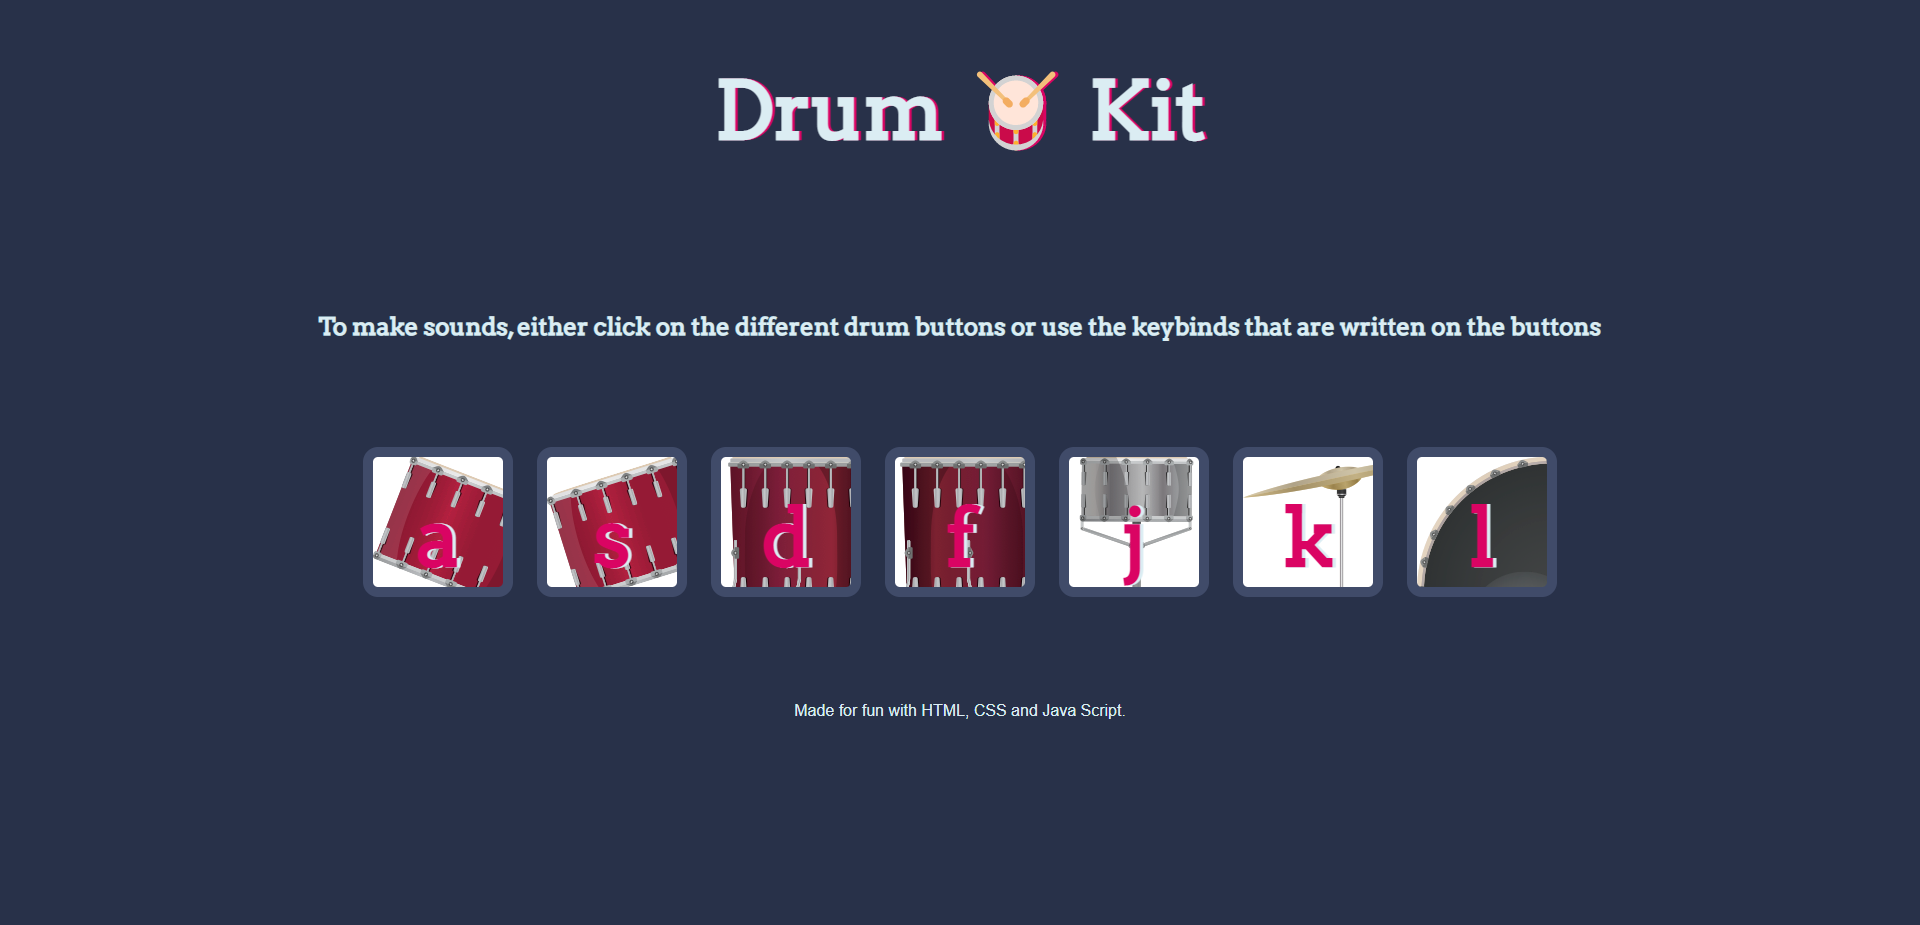 Drum 🥁 Kit
To make sounds, either click on the different drum buttons or use the keybinds that are written on the buttons
a s d f j k l
Made for fun with HTML, CSS and Java Script.